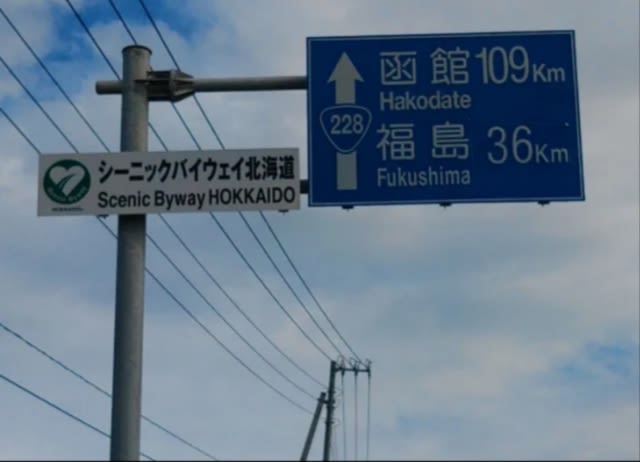 函館 109Km
Hakodate
228
福島 36Km
Fukushima
シーニックバイウェイ北海道
Scenic Byway HOKKAIDO